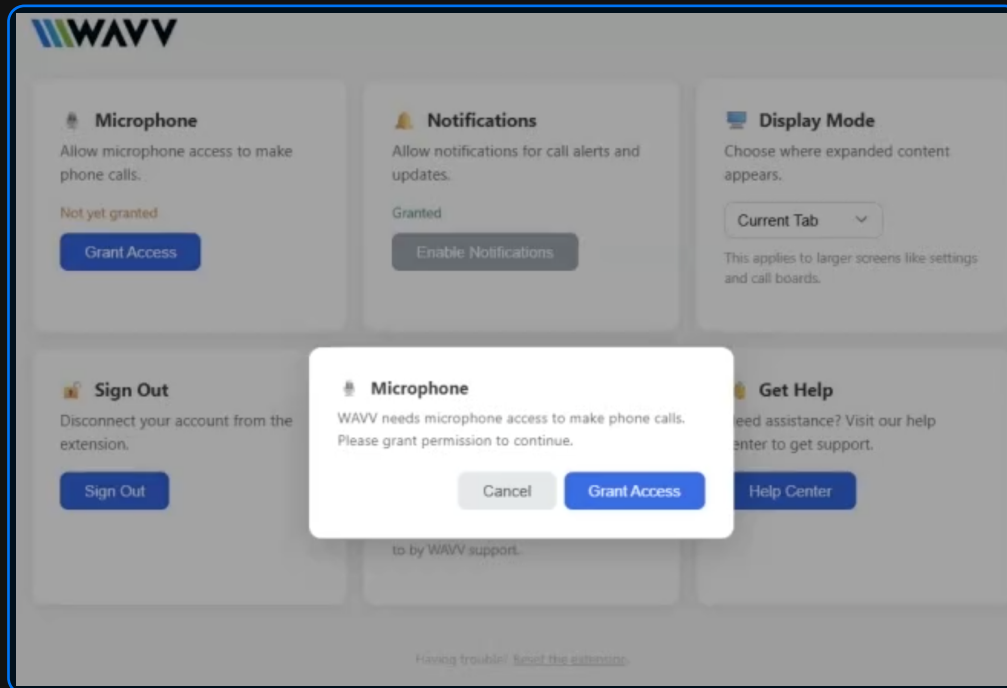 WAVV
Microphone
Allow microphone access to make
phone calls.
Not yet granted
Grant Access
Notifications
Allow notifications for call alerts and
updates.
Granted
Enable Notifications
Display Mode
Choose where expanded content
appears.
Current Tab
This applies to larger screens like settings
and call boards.
Sign Out
Disconnect your account from the
extension.
Sign Out
Microphone
WAVV needs microphone access to make phone calls.
Please grant permission to continue.
Cancel
Grant Access
to by WAVV support.
Get Help
eed assistance? Visit our help
enter to get support.
Help Center
Having trouble? Reset the extension.